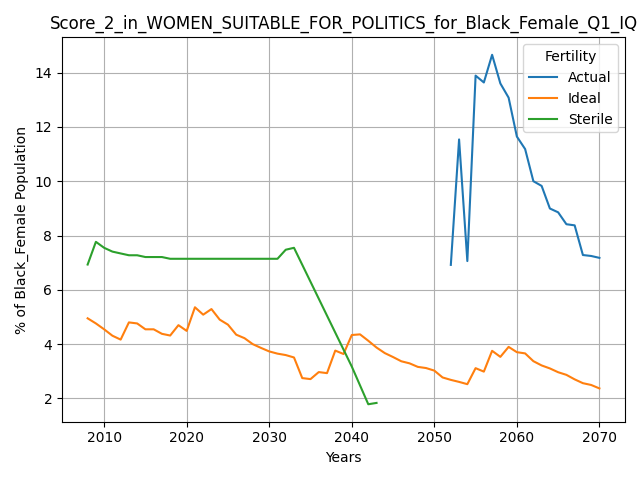 Score_2_in_WOMEN_SUITABLE_FOR_POLITICS_for_Black_Female_Q1_IQ
Fertility
Actual
Ideal
Sterile
% of Black_Female Population
14
12
10
8
6
4
2
2010 2020 2030 2040 2050 2060 2070
Years